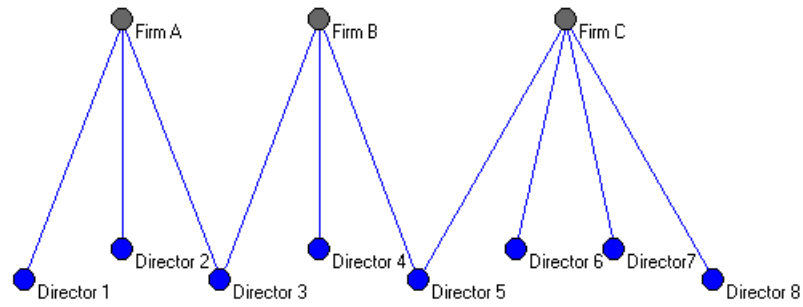 Firm A
Firm B
Firm C
Director 2
Director 4
Director 6
Director7
Director 1
Director 3
Director 5
Director 8